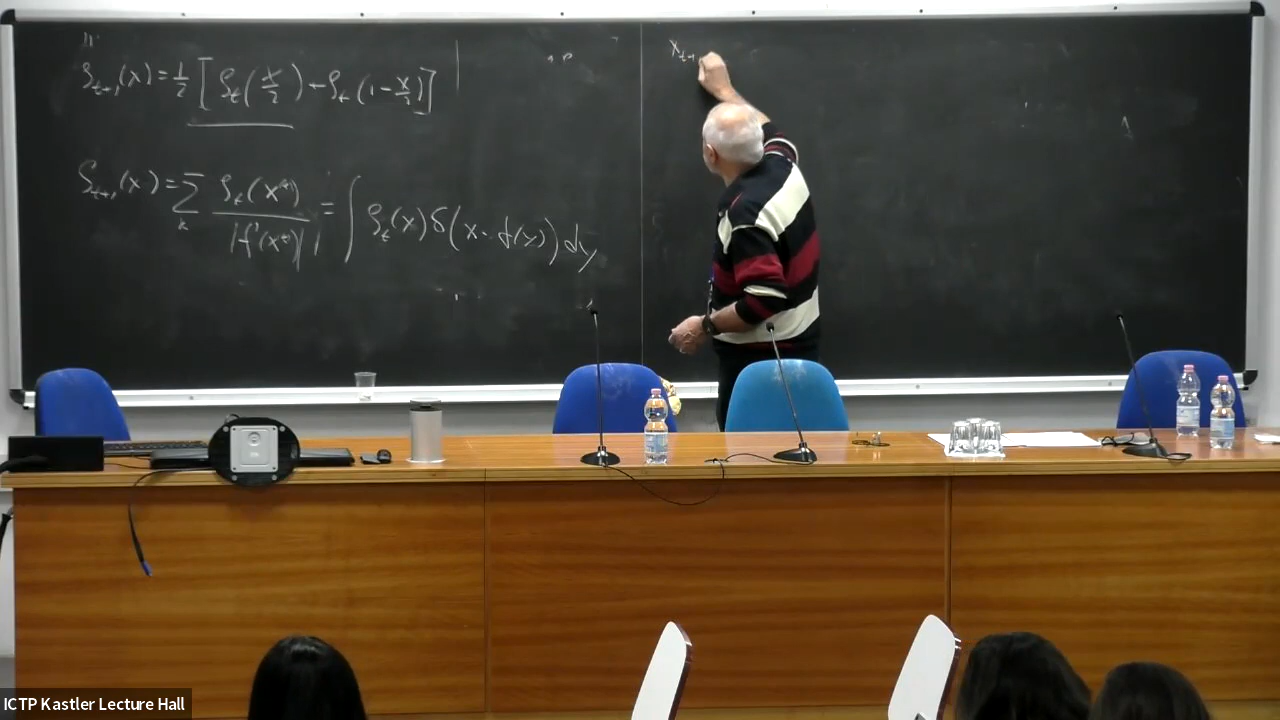 ρ_{t+1}(x) = 1/2 [ρ_t(x/2) + ρ_t(1 - x/2)]
ρ_{t+1}(x) = Σ_k ρ_t(x^k) / |f'(x^k)| = ∫ ρ_t(x) δ(x - f(y)) dy
x_{t+
ICTP Kastler Lecture Hall